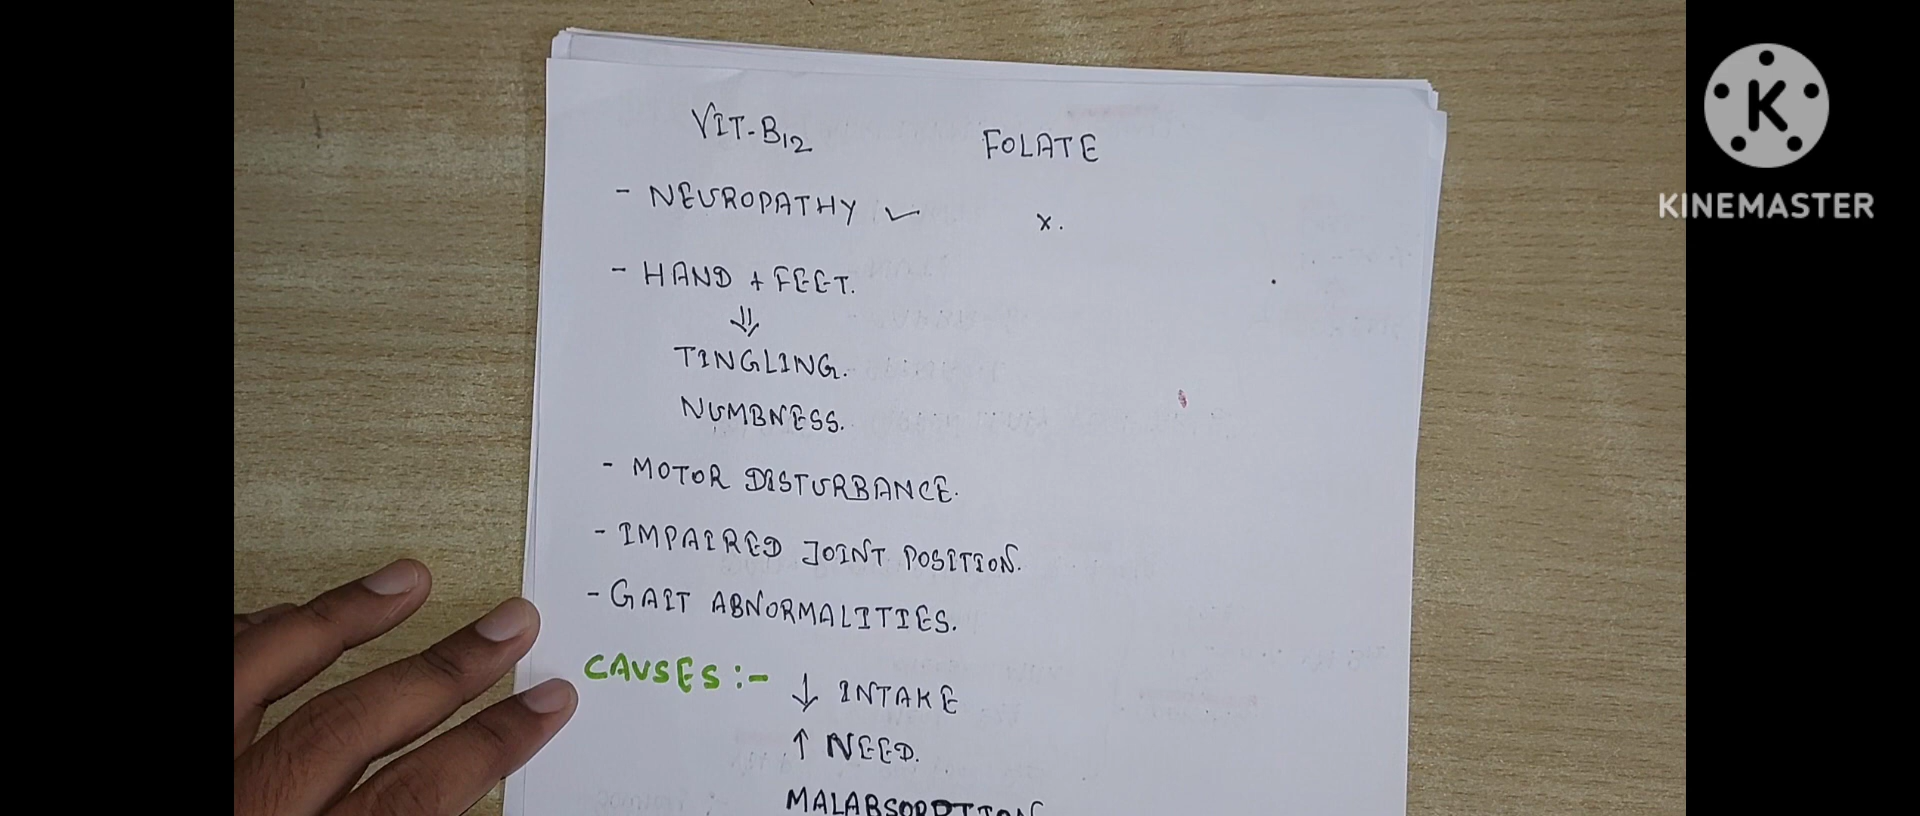 VIT-B12 FOLATE
- NEUROPATHY ✓ x.
- HAND + FEET.
⇓
TINGLING.
NUMBNESS.
- MOTOR DISTURBANCE.
- IMPAIRED JOINT POSITION.
- GAIT ABNORMALITIES.
CAUSES :- ↓ INTAKE
↑ NEED.
MALABSORPTION
K
KINEMASTER